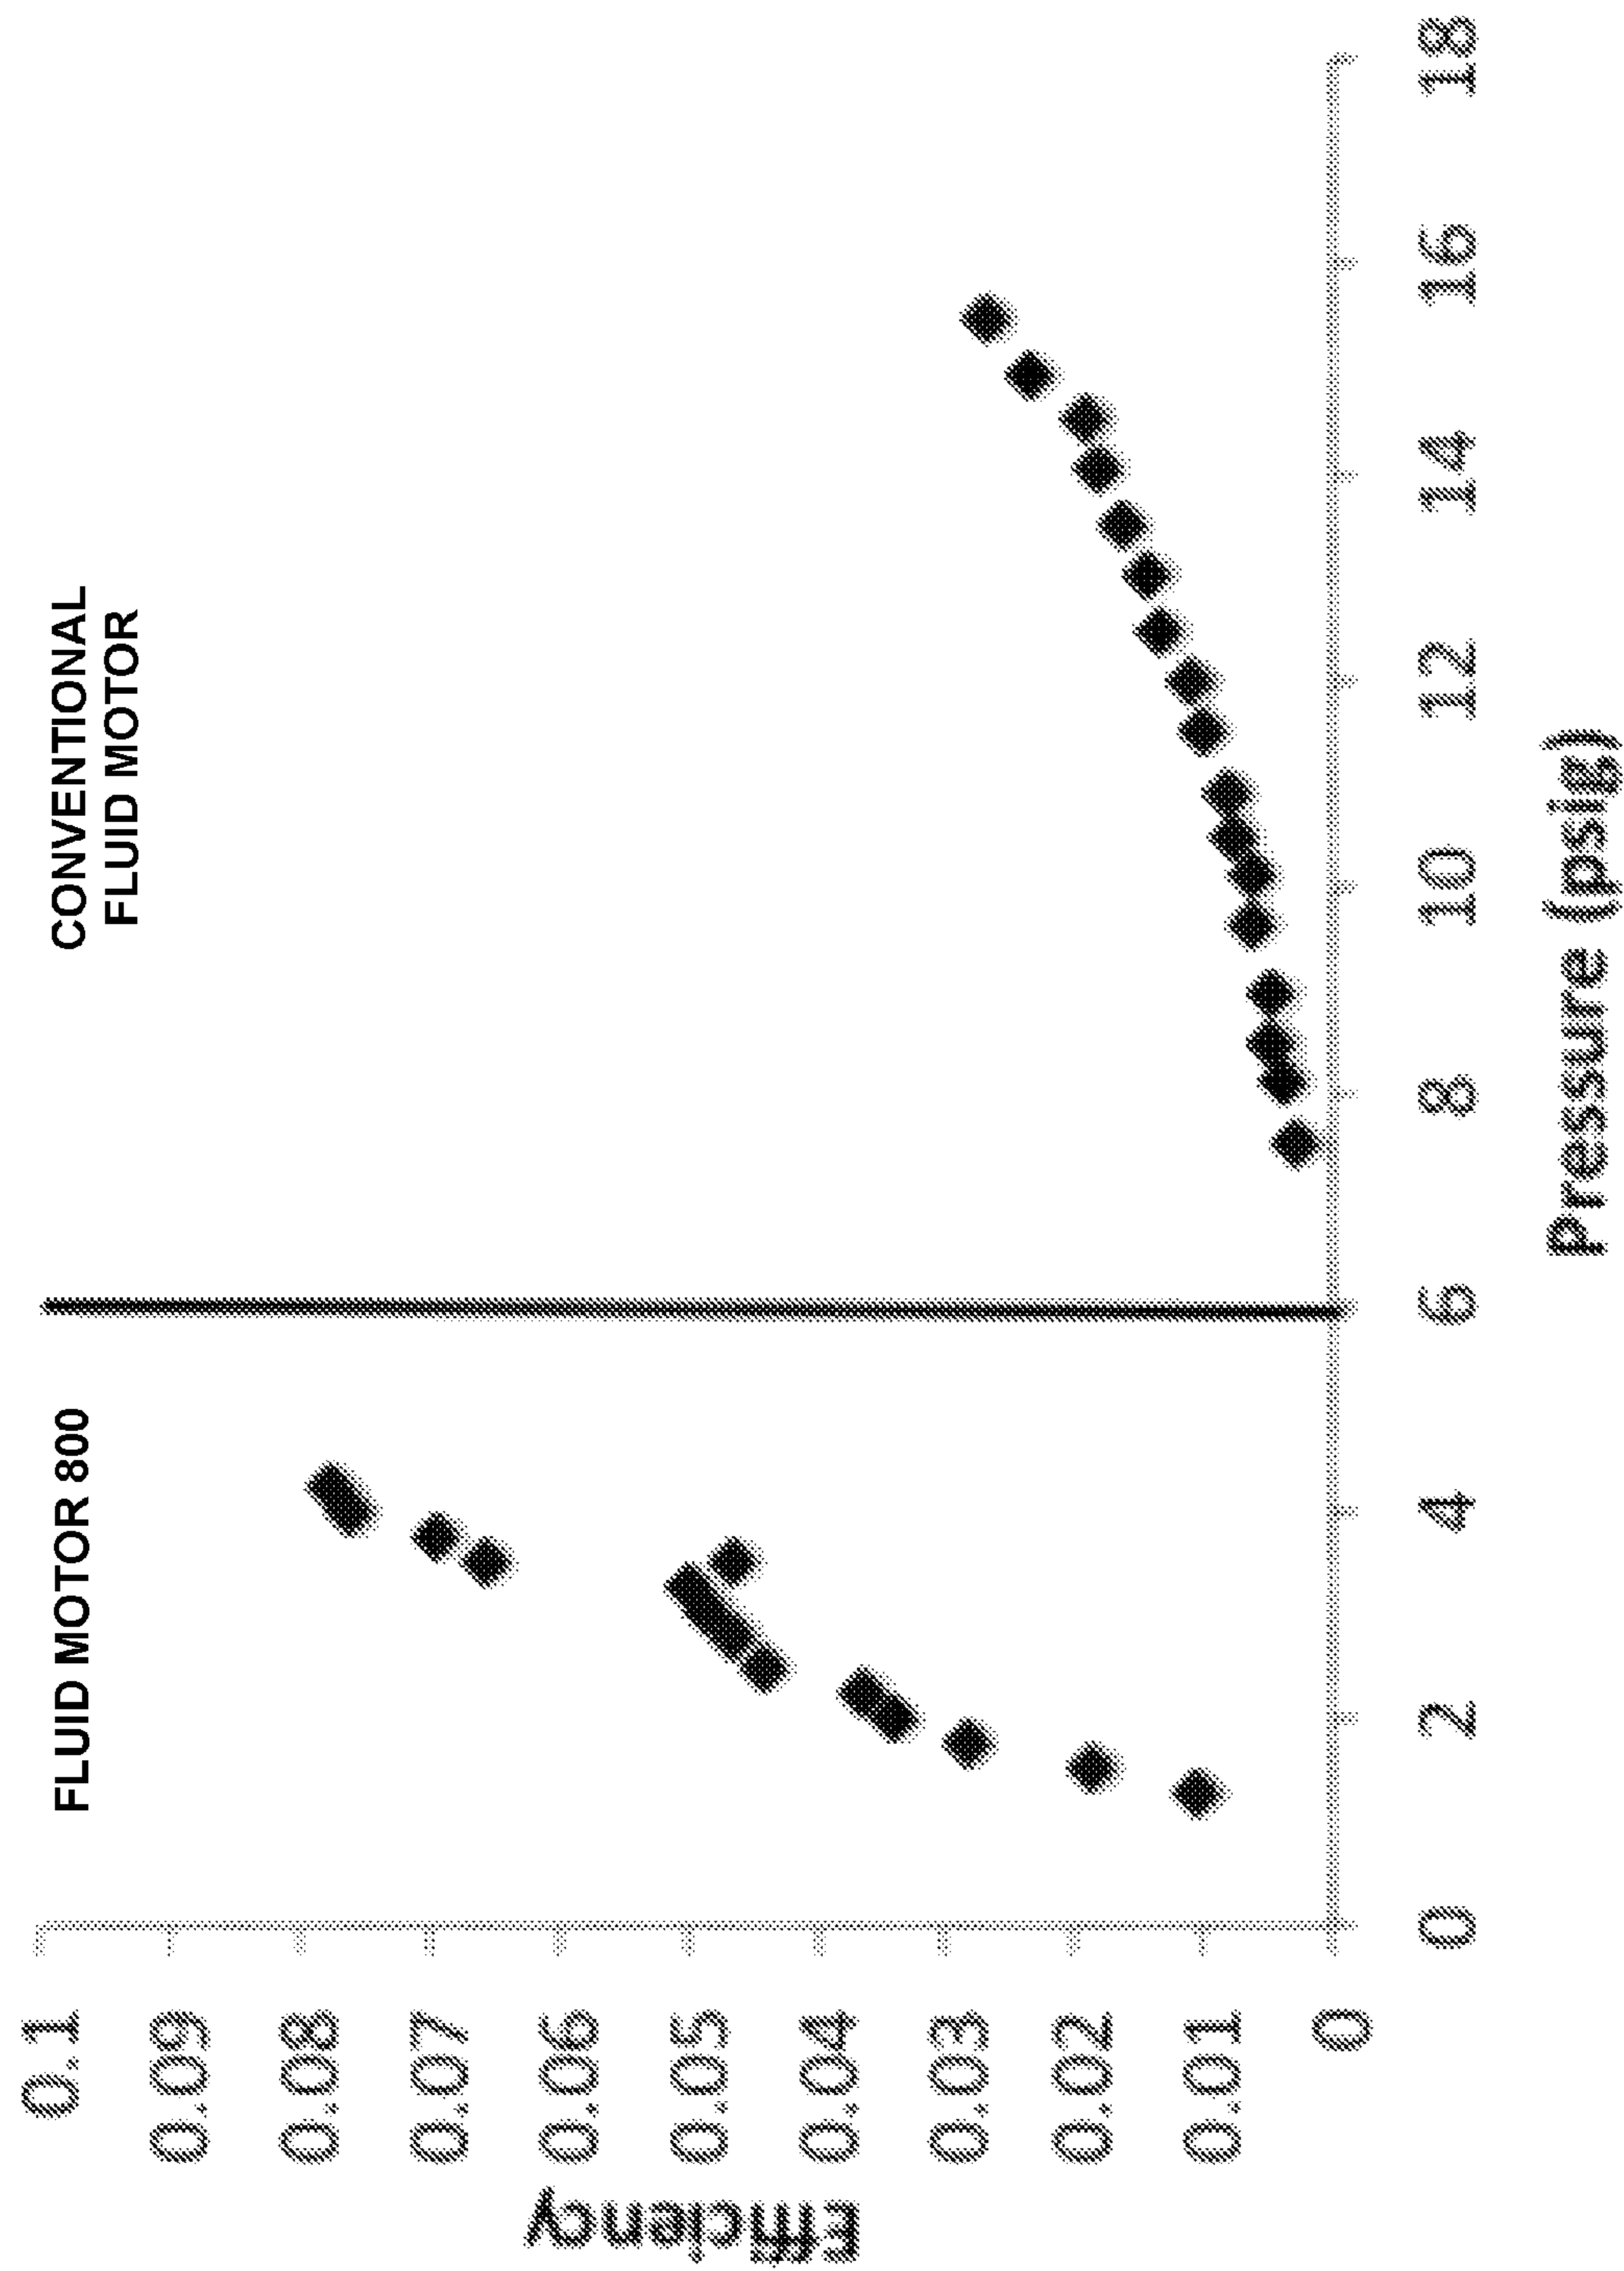 FLUID MOTOR 800
CONVENTIONAL
FLUID MOTOR
Efficiency
0.1
0.09
0.08
0.07
0.06
0.05
0.04
0.03
0.02
0.01
0
0 2 4 6 8 10 12 14 16 18
Pressure (psig)